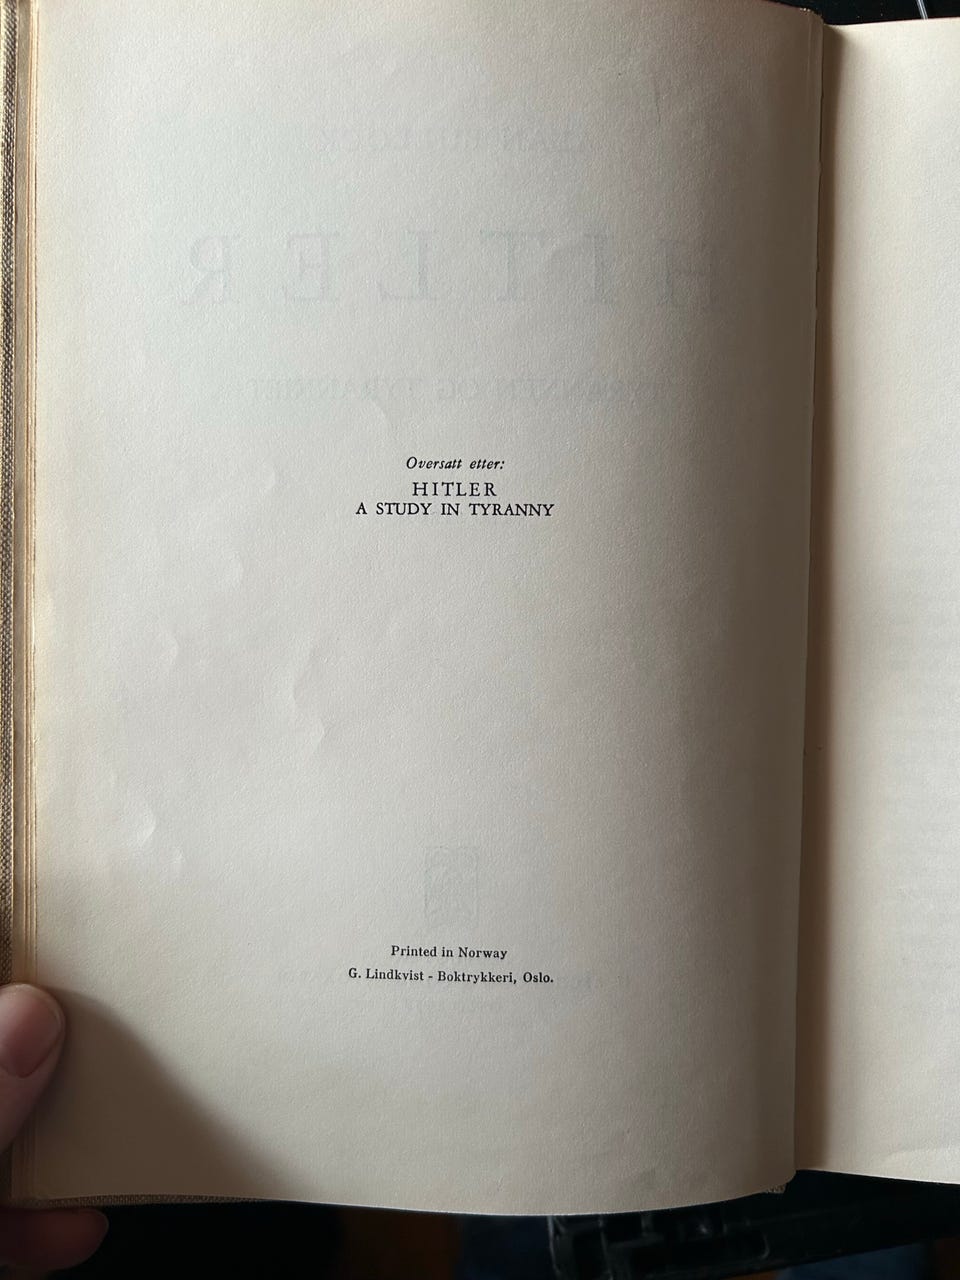 Oversatt etter:
HITLER
A STUDY IN TYRANNY
Printed in Norway
G. Lindkvist - Boktrykkeri, Oslo.